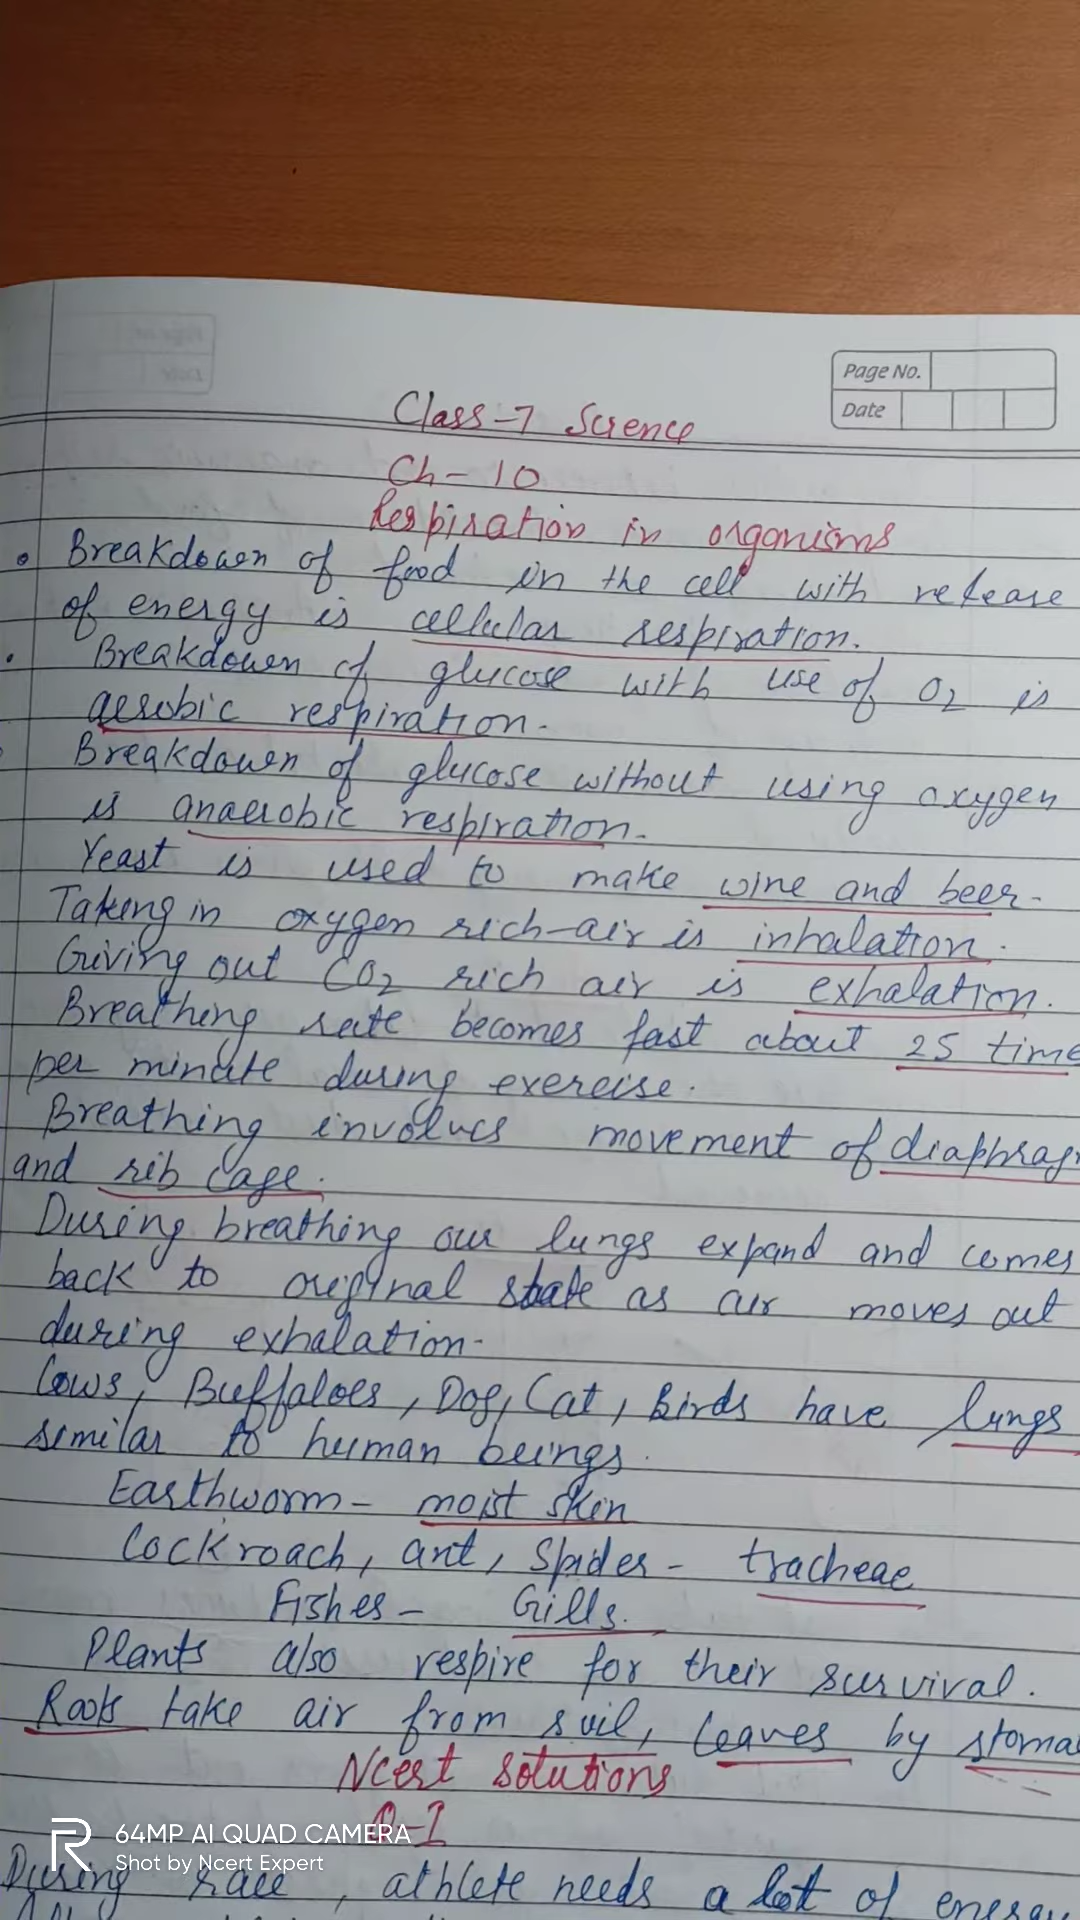 Page No.
Date
Class-7 Science
Ch-10
Respiration in organisms
• Breakdown of food in the cell with release
of energy is cellular respiration.
• Breakdown of glucose with use of O2 is
aerobic respiration.
Breakdown of glucose without using oxygen
is anaerobic respiration.
Yeast is used to make wine and beer.
Taking in oxygen rich-air is inhalation.
Giving out CO2 rich air is exhalation.
Breathing rate becomes fast about 25 time
per minute during exercise.
Breathing involves movement of diaphrag
and rib cage.
During breathing our lungs expand and comes
back to original state as air moves out
during exhalation.
Cows, Buffaloes, Dog, Cat, Birds have lungs
similar to human beings.
Earthworm - moist skin
Cockroach, ant, Spider - tracheae
Fishes - Gills.
Plants also respire for their survival.
Roots take air from soil, leaves by stoma
Ncert solutions
Q-1
64MP AI QUAD CAMERA
Shot by Ncert Expert
During race, athlete needs a lot of energy